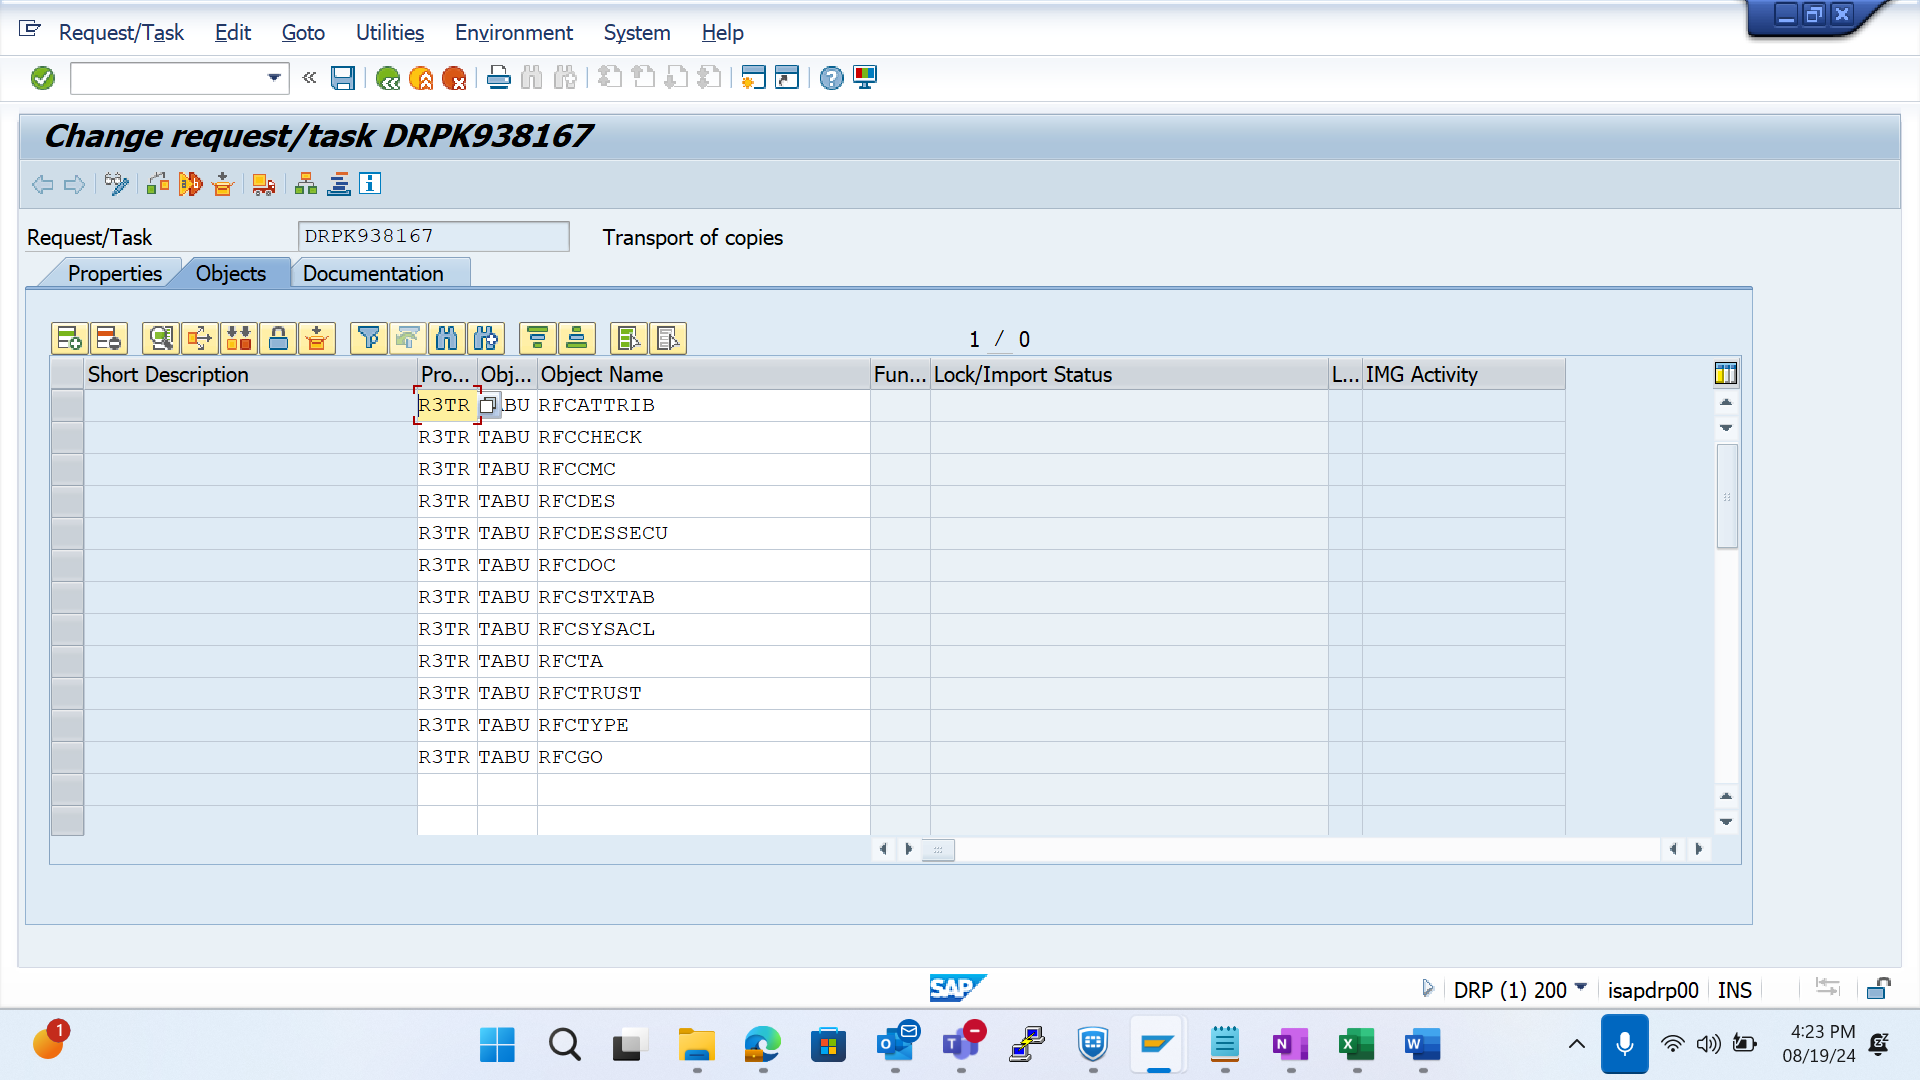 Request/Task Edit Goto Utilities Environment System Help
Change request/task DRPK938167
Request/Task DRPK938167 Transport of copies
Properties Objects Documentation
1 / 0
Short Description Pro... Obj... Object Name Fun... Lock/Import Status L... IMG Activity
R3TR ABU RFCATTRIB
R3TR TABU RFCCHECK
R3TR TABU RFCCMC
R3TR TABU RFCDES
R3TR TABU RFCDESSECU
R3TR TABU RFCDOC
R3TR TABU RFCSTXTAB
R3TR TABU RFCSYSACL
R3TR TABU RFCTA
R3TR TABU RFCTRUST
R3TR TABU RFCTYPE
R3TR TABU RFCGO
SAP DRP (1) 200 isapdrp00 INS
1
4:23 PM
08/19/24